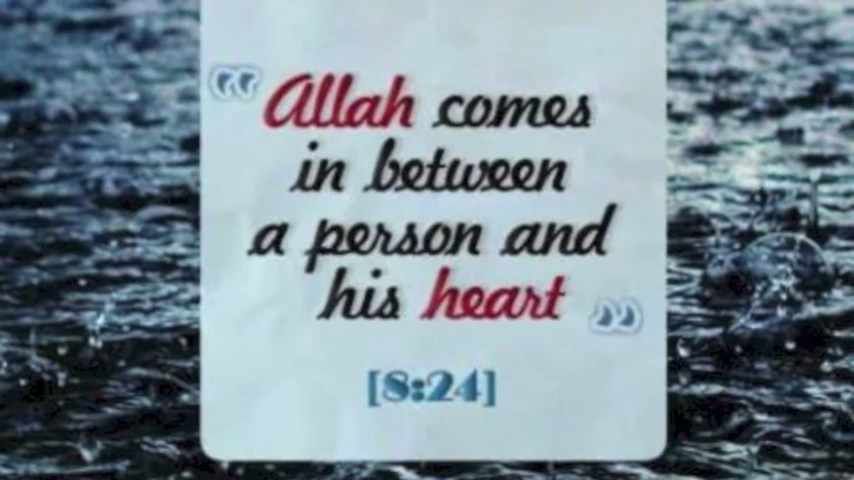 “Allah comes
in between
a person and
his heart”
[8:24]